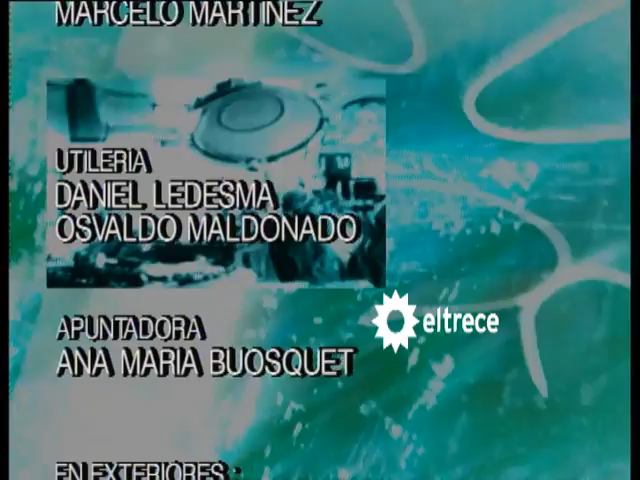 MARCELO MARTINEZ
UTILERIA
DANIEL LEDESMA
OSVALDO MALDONADO
APUNTADORA
ANA MARIA BUOSQUET
eltrece
EN EXTERIORES: